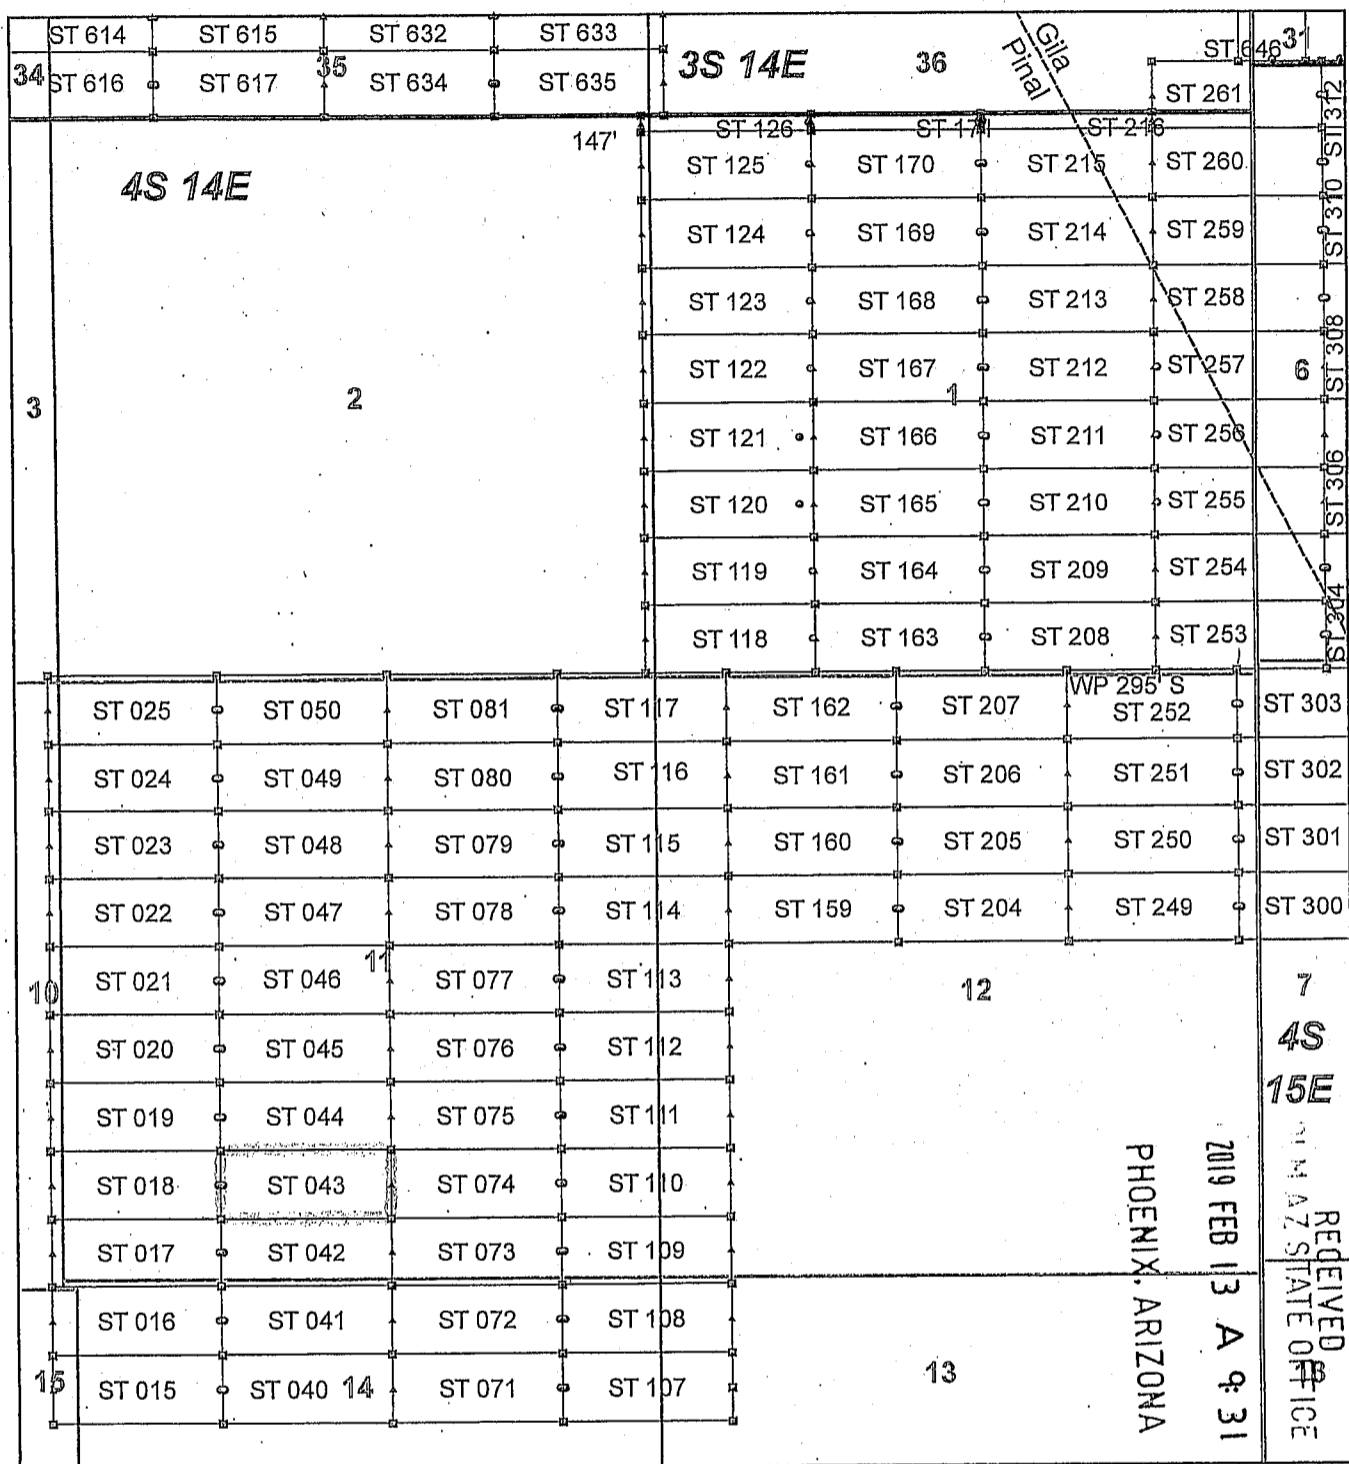 ST 614 ST 615 ST 632 ST 633
3S 14E 36 Gila Pinal ST 646 31
34 ST 616 ST 617 35 ST 634 ST 635 ST 261 ST 312
147' ST 126 ST 171 ST 216
4S 14E ST 125 ST 170 ST 215 ST 260
ST 124 ST 169 ST 214 ST 259 ST 310
ST 123 ST 168 ST 213 ST 258
3 2 ST 122 ST 167 1 ST 212 ST 257 6 ST 308
ST 121 ST 166 ST 211 ST 256
ST 120 ST 165 ST 210 ST 255 ST 306
ST 119 ST 164 ST 209 ST 254
ST 118 ST 163 ST 208 ST 253 ST 304
WP 295' S
ST 025 ST 050 ST 081 ST 117 ST 162 ST 207 ST 252 ST 303
ST 024 ST 049 ST 080 ST 116 ST 161 ST 206 ST 251 ST 302
ST 023 ST 048 ST 079 ST 115 ST 160 ST 205 ST 250 ST 301
ST 022 ST 047 ST 078 ST 114 ST 159 ST 204 ST 249 ST 300
10 ST 021 ST 046 11 ST 077 ST 113 12 7
ST 020 ST 045 ST 076 ST 112 4S
ST 019 ST 044 ST 075 ST 111 15E
ST 018 ST 043 ST 074 ST 110
ST 017 ST 042 ST 073 ST 109
ST 016 ST 041 ST 072 ST 108
15 ST 015 ST 040 14 ST 071 ST 107 13 18
RECEIVED
AZ STATE OFFICE
2019 FEB 13 A 9:31
PHOENIX, ARIZONA